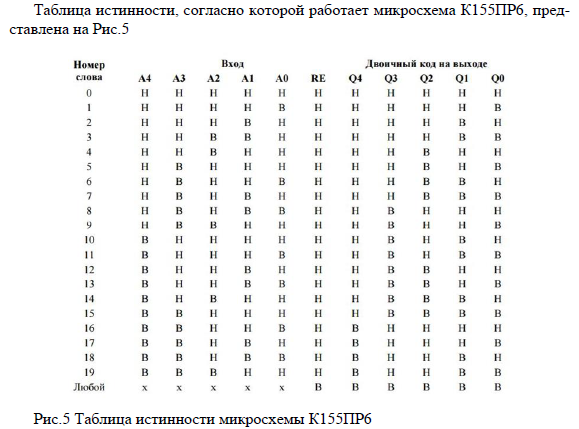 Таблица истинности, согласно которой работает микросхема К155ПР6, пред-
ставлена на Рис.5
Номер слова Вход Двоичный код на выходе
A4 A3 A2 A1 A0 RE Q4 Q3 Q2 Q1 Q0
0 Н Н Н Н Н Н Н Н Н Н Н
1 Н Н Н Н В Н Н Н Н Н В
2 Н Н Н В Н Н Н Н Н В Н
3 Н Н В В Н Н Н Н Н В В
4 Н Н В Н Н Н Н Н В Н Н
5 Н В Н Н Н Н Н Н В Н В
6 Н В Н Н В Н Н Н В В Н
7 Н В Н В Н Н Н Н В В В
8 Н В Н В В Н Н В Н Н Н
9 Н В В Н Н Н Н В Н Н В
10 В Н Н Н Н Н Н В Н В Н
11 В Н Н Н В Н Н В Н В В
12 В Н Н В Н Н Н В В Н Н
13 В Н Н В В Н Н В В Н В
14 В Н В Н Н Н Н В В В Н
15 В В Н Н Н Н Н В В В В
16 В В Н Н В Н В Н Н Н Н
17 В В Н В Н Н В Н Н Н В
18 В В Н В В Н В Н Н В Н
19 В В В Н Н Н В Н Н В В
Любой х х х х х В В В В В В
Рис.5 Таблица истинности микросхемы К155ПР6